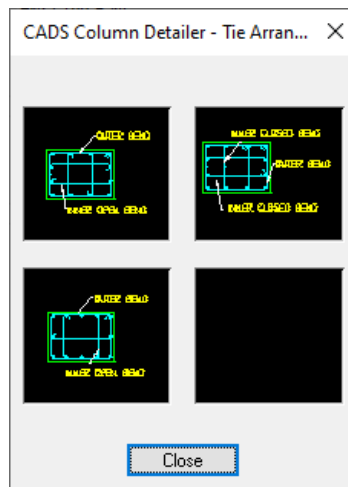 CADS Column Detailer - Tie Arran...
OUTER BEND
INNER OPEN BEND
INNER CLOSED BEND
OUTER BEND
INNER CLOSED BEND
OUTER BEND
INNER OPEN BEND
Close